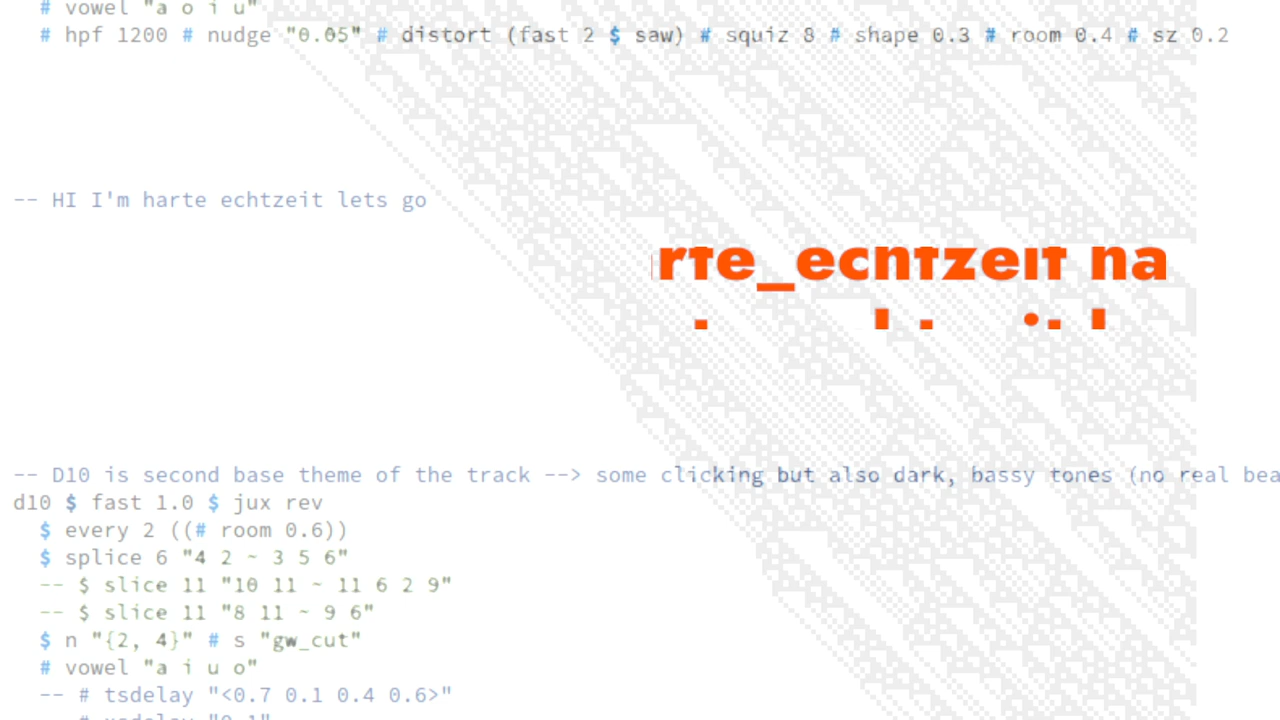 # vowel "a o i u"
# hpf 1200 # nudge "0.05" # distort (fast 2 $ saw) # squiz 8 # shape 0.3 # room 0.4 # sz 0.2
-- HI I'm harte echtzeit lets go
rte_echtzeit na
-- D10 is second base theme of the track --> some clicking but also dark, bassy tones (no real bea
d10 $ fast 1.0 $ jux rev
$ every 2 ((# room 0.6))
$ splice 6 "4 2 ~ 3 5 6"
-- $ slice 11 "10 11 ~ 11 6 2 9"
-- $ slice 11 "8 11 ~ 9 6"
$ n "{2, 4}" # s "gw_cut"
# vowel "a i u o"
-- # tsdelay "<0.7 0.1 0.4 0.6>"